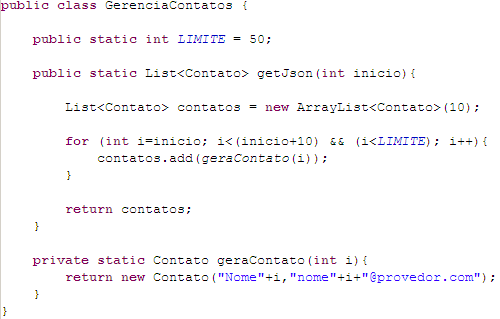 public class GerenciaContatos {
public static int LIMITE = 50;
public static List<Contato> getJson(int inicio){
List<Contato> contatos = new ArrayList<Contato>(10);
for (int i=inicio; i<(inicio+10) && (i<LIMITE); i++){
contatos.add(geraContato(i));
}
return contatos;
}
private static Contato geraContato(int i){
return new Contato("Nome"+i,"nome"+i+"@provedor.com");
}
}